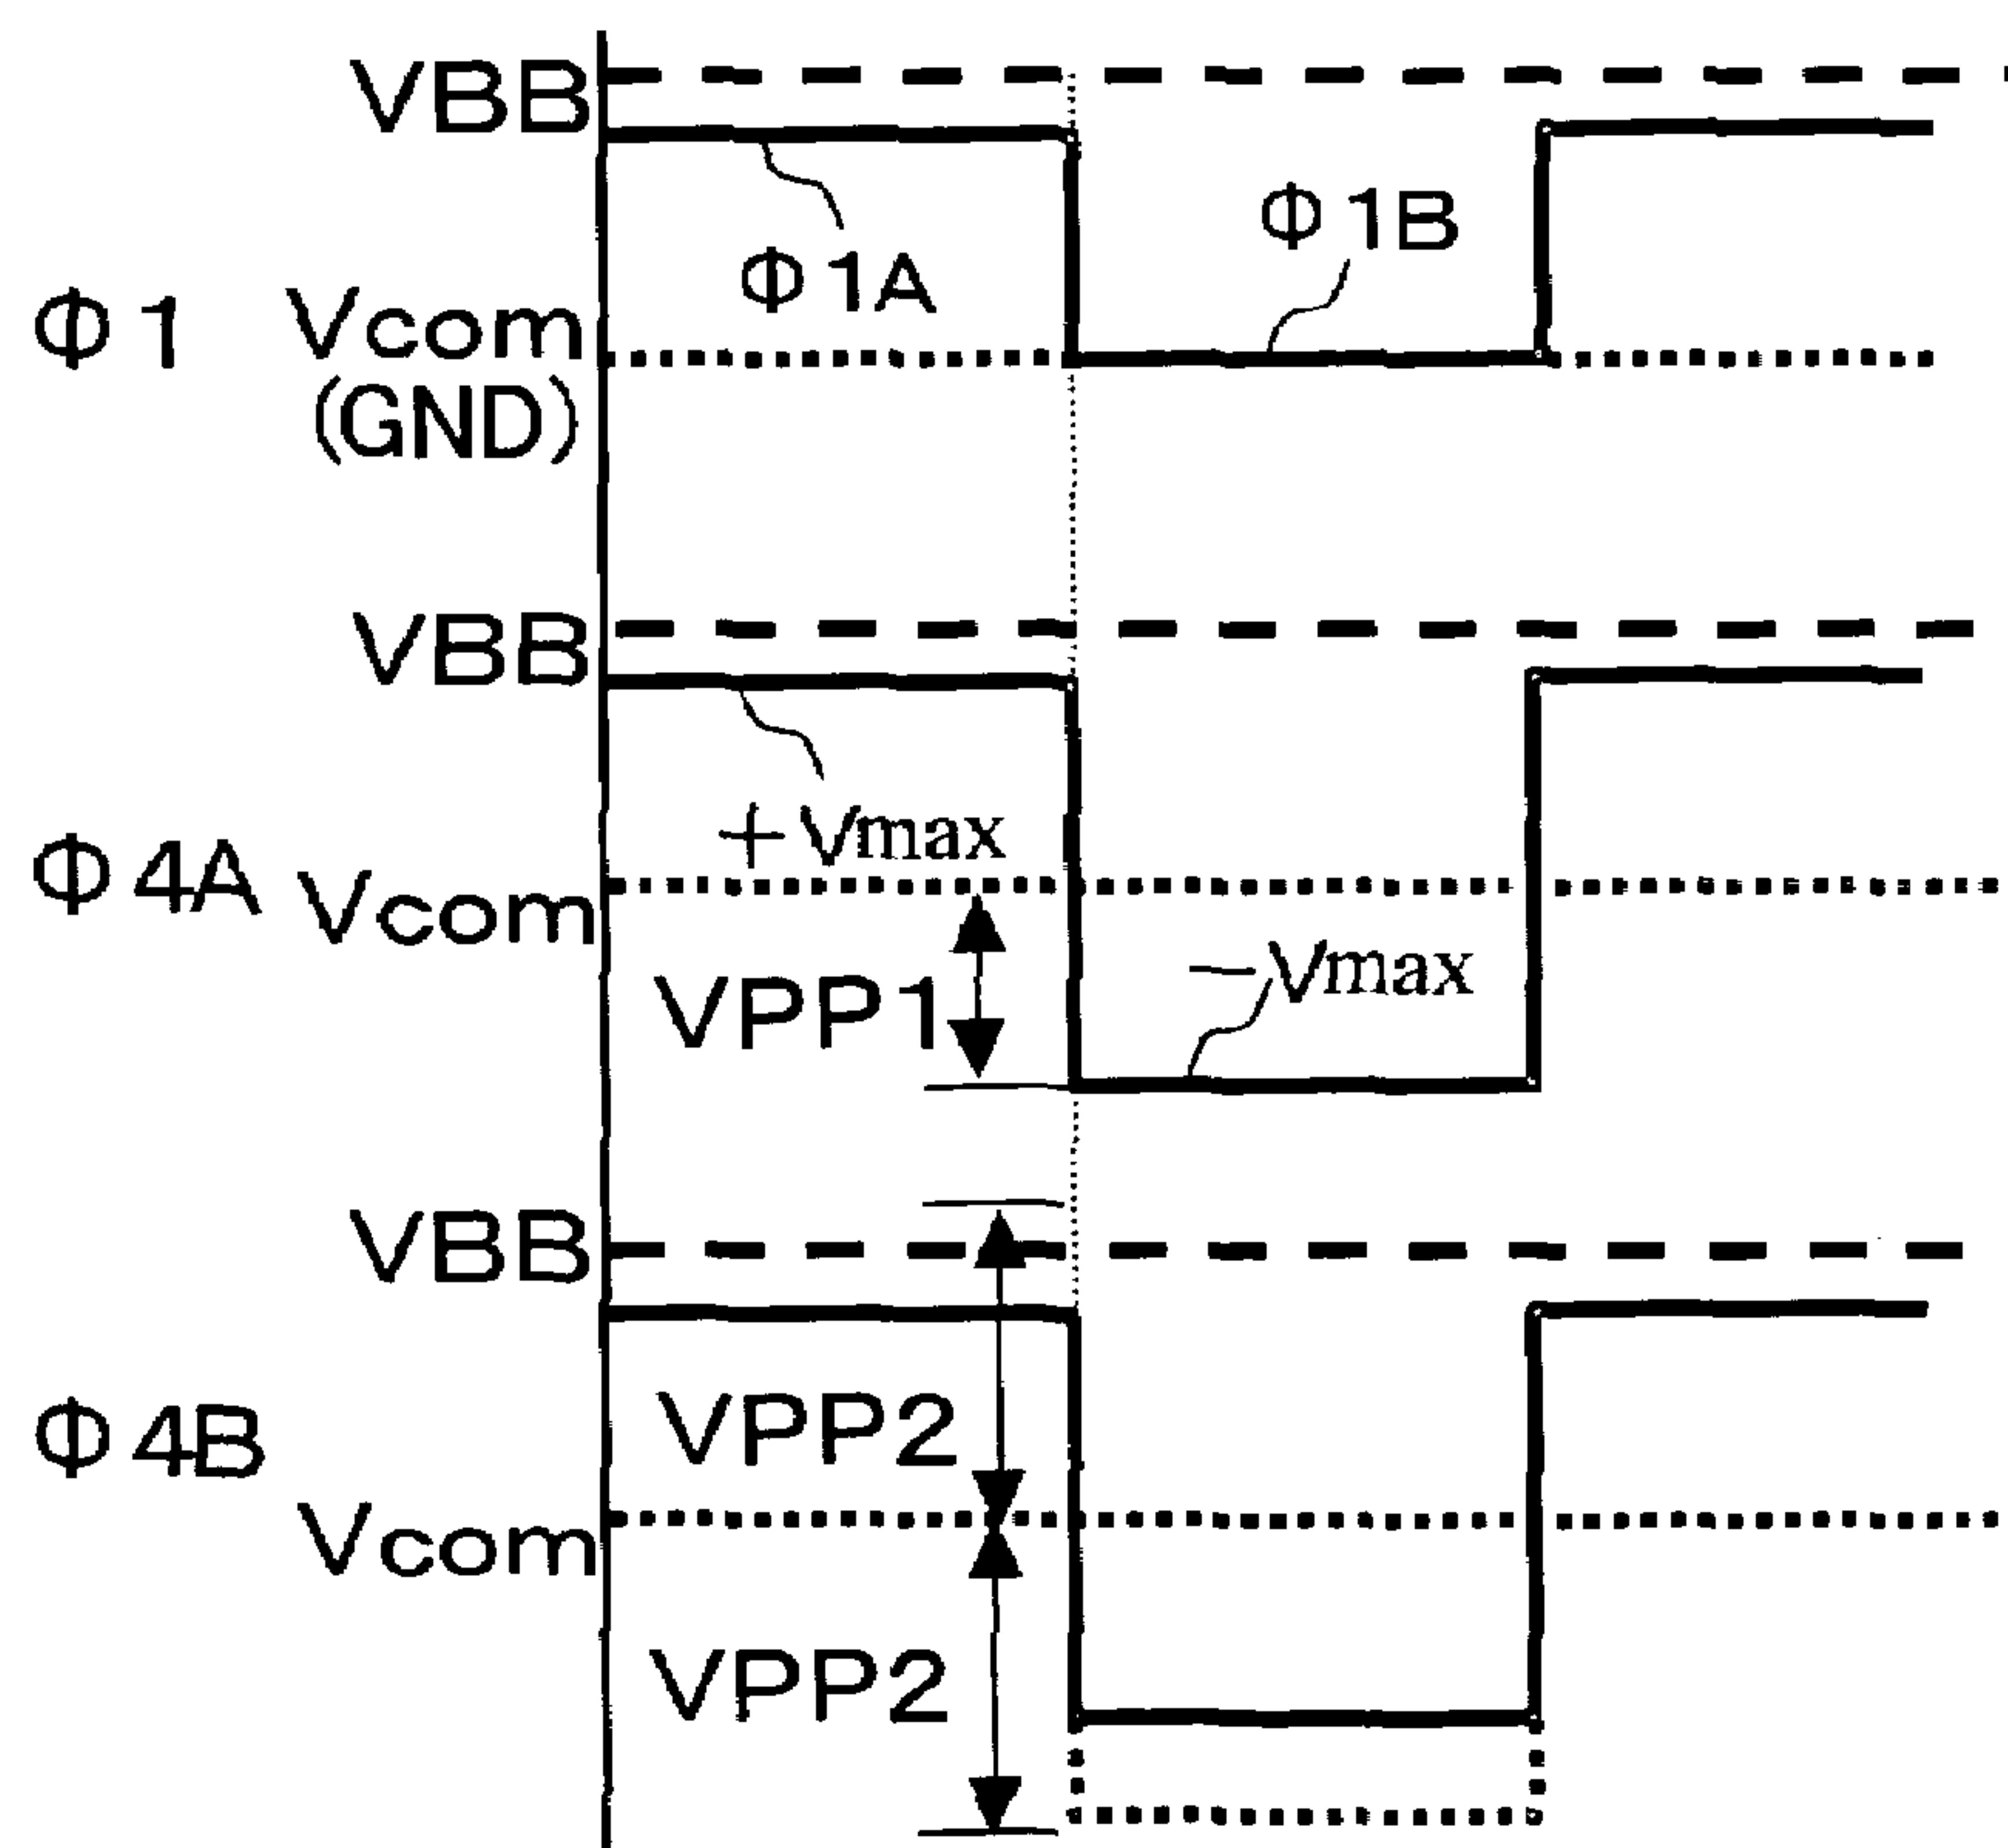 VBB
Φ1B
Φ1A
Φ1 Vcom
(GND)
VBB
+Vmax
Φ4A Vcom
−Vmax
VPP1
VBB
VPP2
Φ4B
Vcom
VPP2